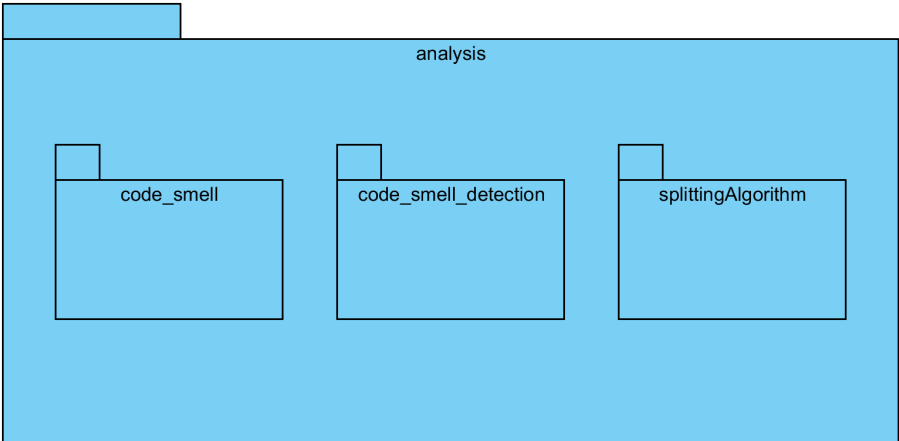 analysis
code_smell
code_smell_detection
splittingAlgorithm